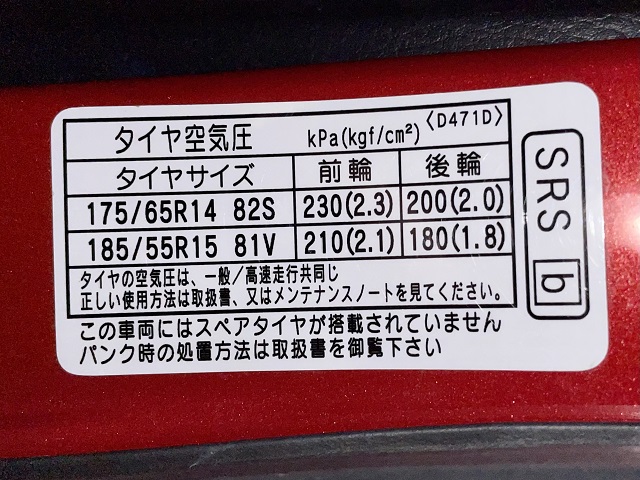 タイヤ空気圧 kPa(kgf/cm²) 〈D471D〉
タイヤサイズ 前輪 後輪
175/65R14 82S 230(2.3) 200(2.0)
185/55R15 81V 210(2.1) 180(1.8)
タイヤの空気圧は、一般/高速走行共同じ
正しい使用方法は取扱書、又はメンテナンスノートを見てください。
この車両にはスペアタイヤが搭載されていません
パンク時の処置方法は取扱書を御覧下さい
SRS b